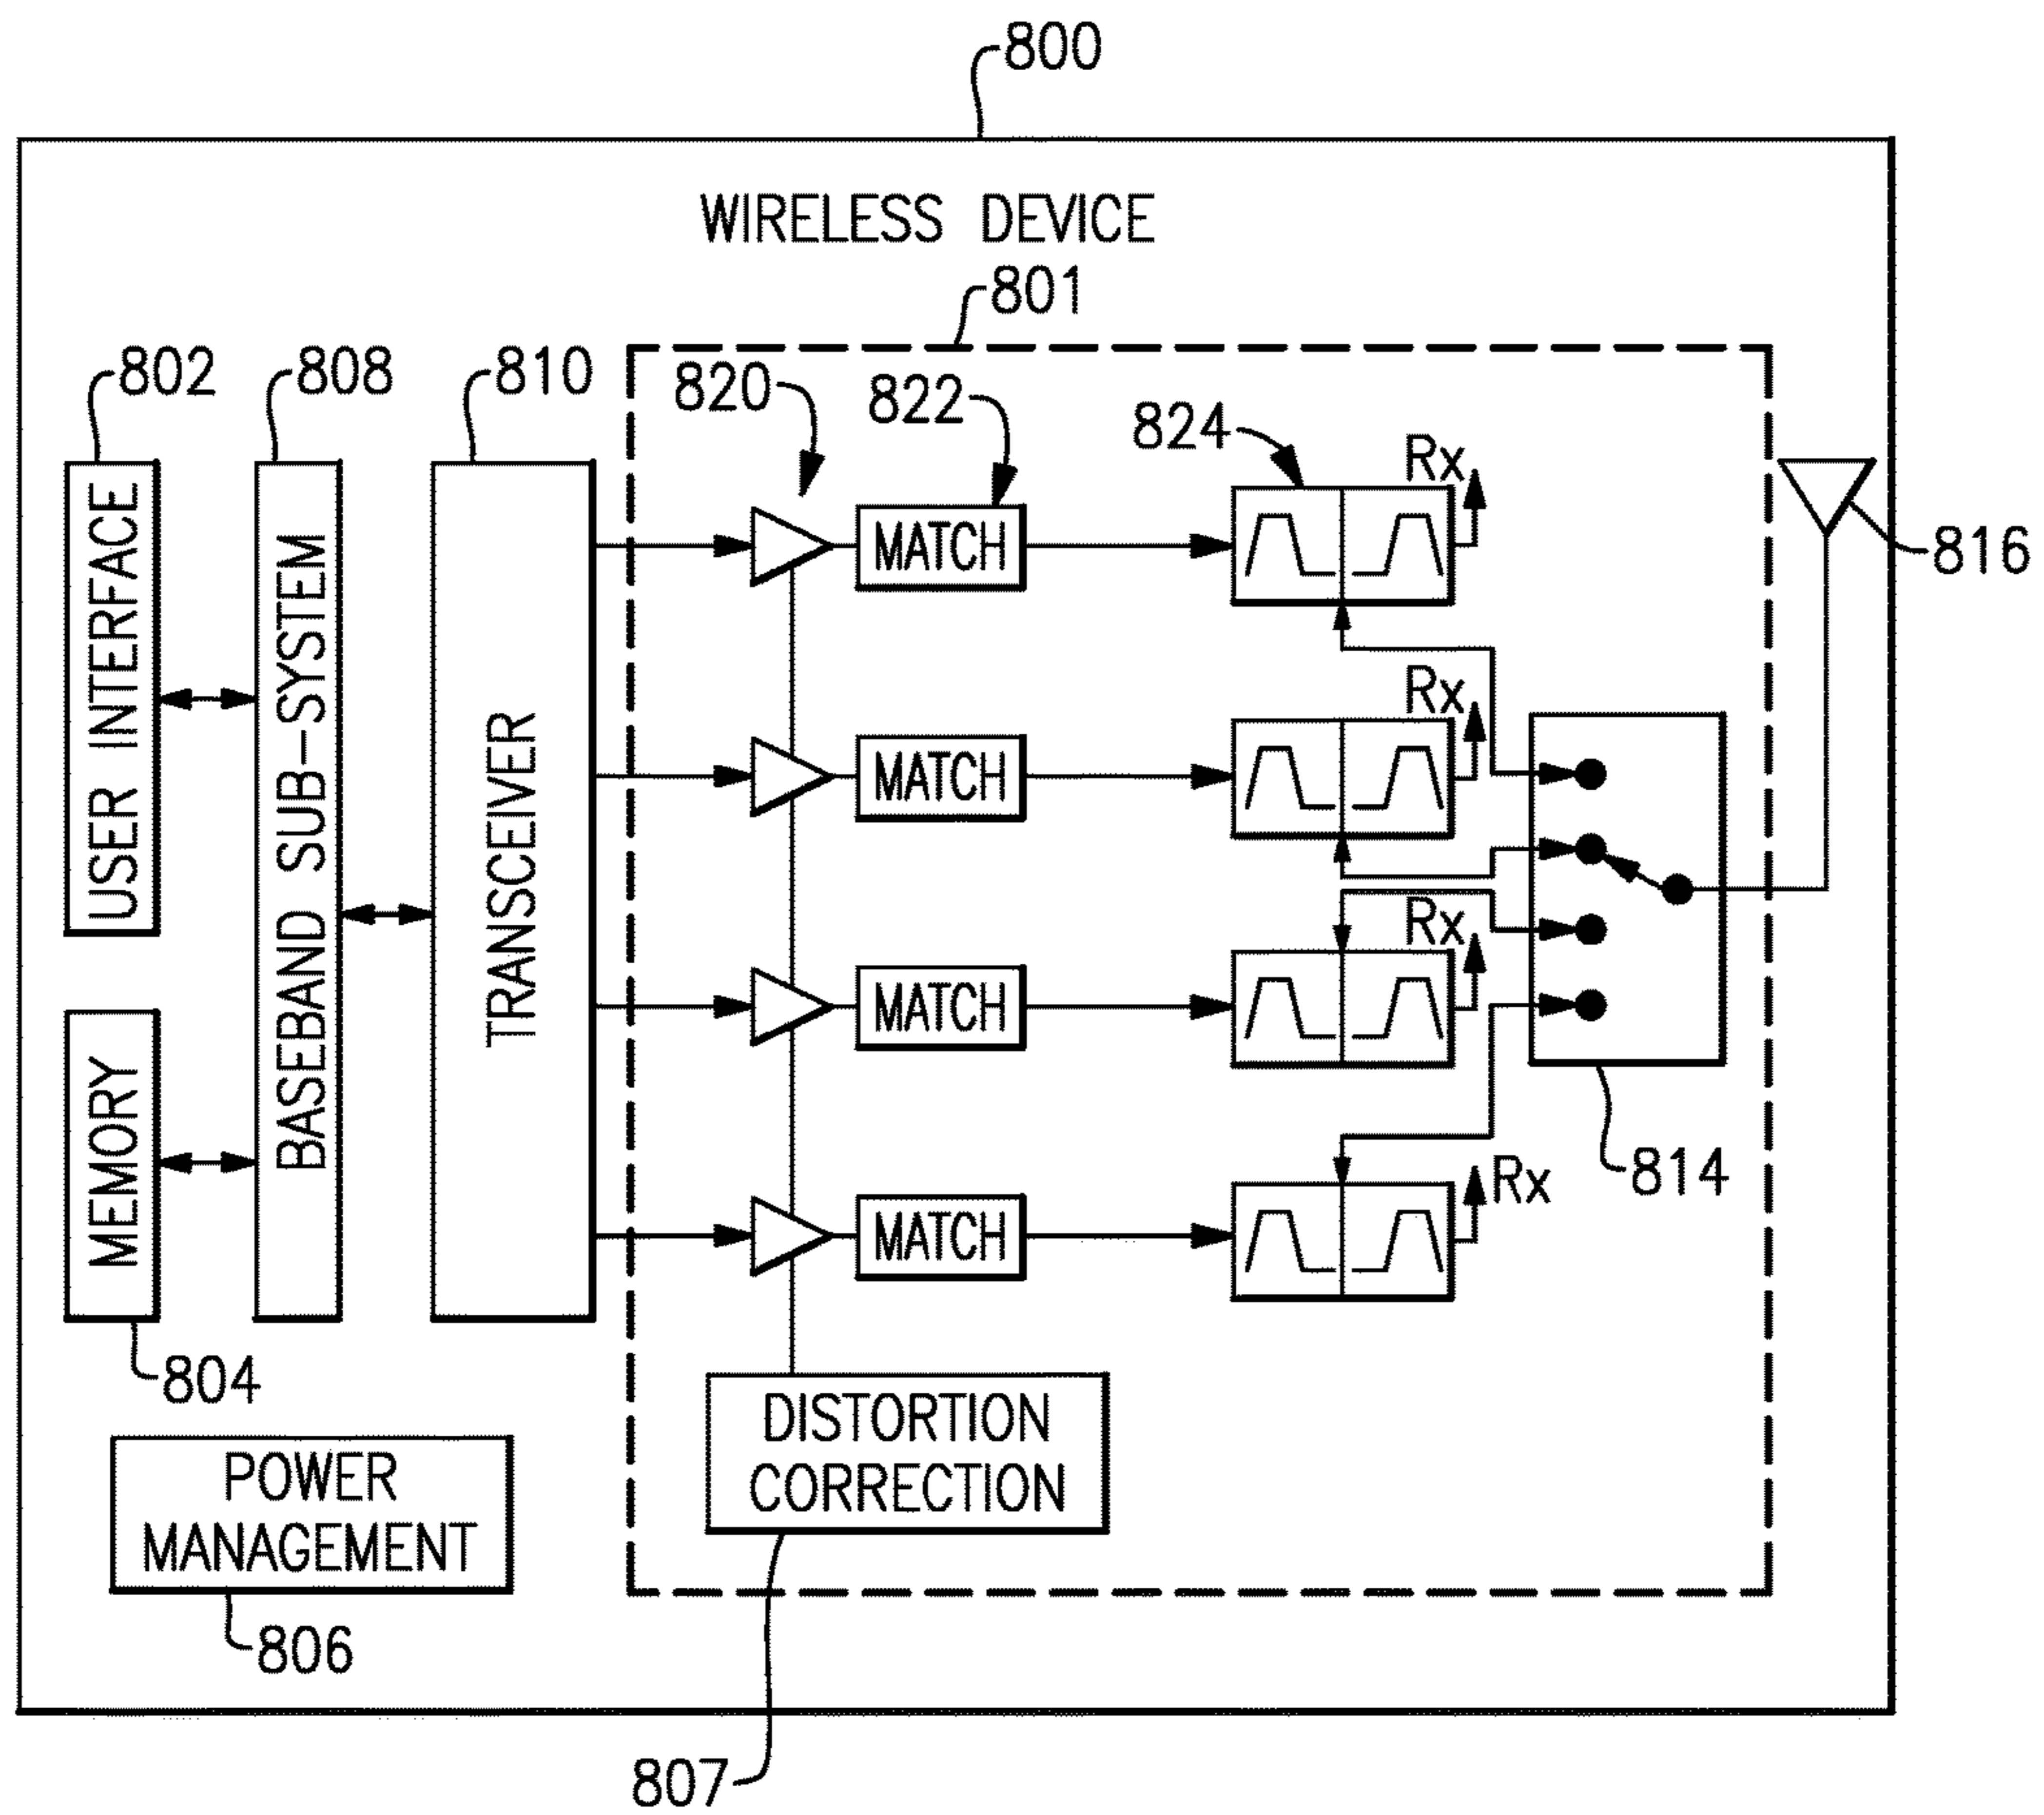 800
WIRELESS DEVICE
801
802
808
810
820
822
824
Rx
816
USER INTERFACE
BASEBAND SUB-SYSTEM
TRANSCEIVER
MATCH
Rx
MATCH
Rx
MATCH
MEMORY
814
Rx
MATCH
804
DISTORTION
CORRECTION
POWER
MANAGEMENT
806
807